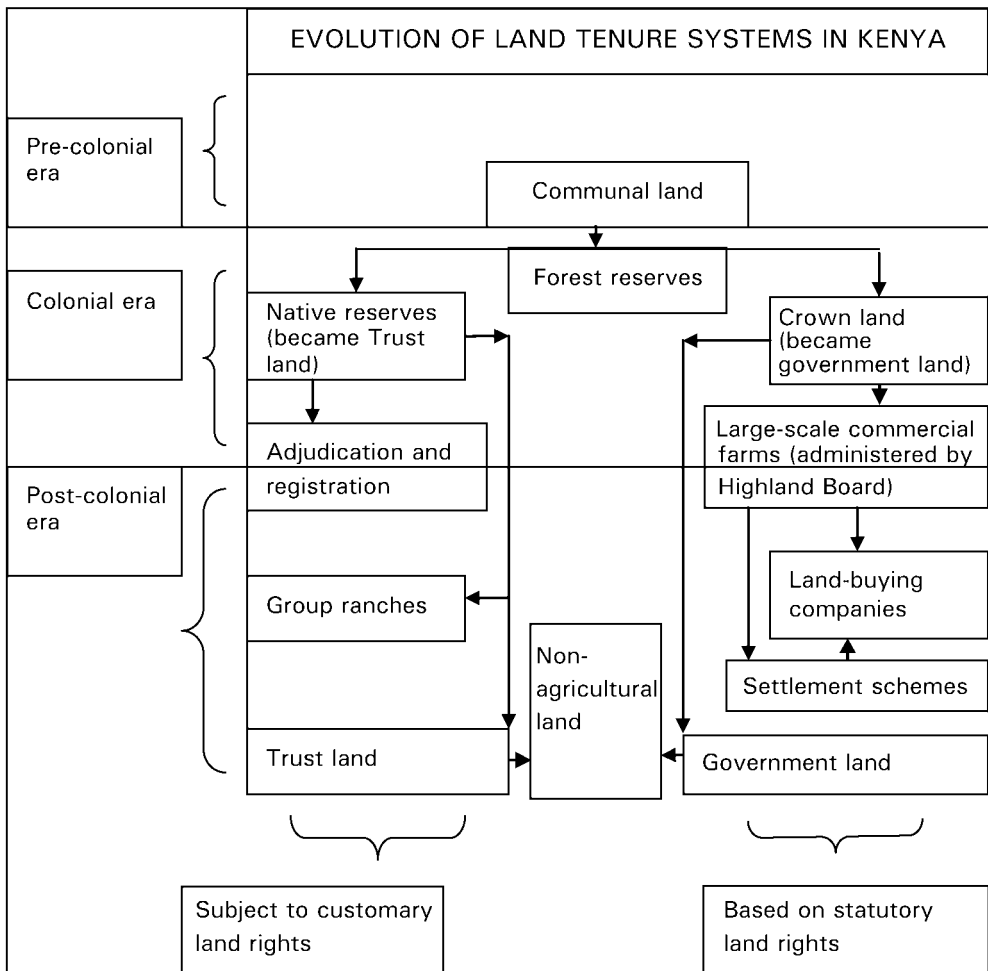 EVOLUTION OF LAND TENURE SYSTEMS IN KENYA
Pre-colonial
era
Communal land
Colonial era
Forest reserves
Native reserves
(became Trust
land)
Crown land
(became
government land)
Adjudication and
registration
Large-scale commercial
farms (administered by
Highland Board)
Post-colonial
era
Land-buying
companies
Group ranches
Non-
agricultural
land
Settlement schemes
Trust land
Government land
Subject to customary
land rights
Based on statutory
land rights